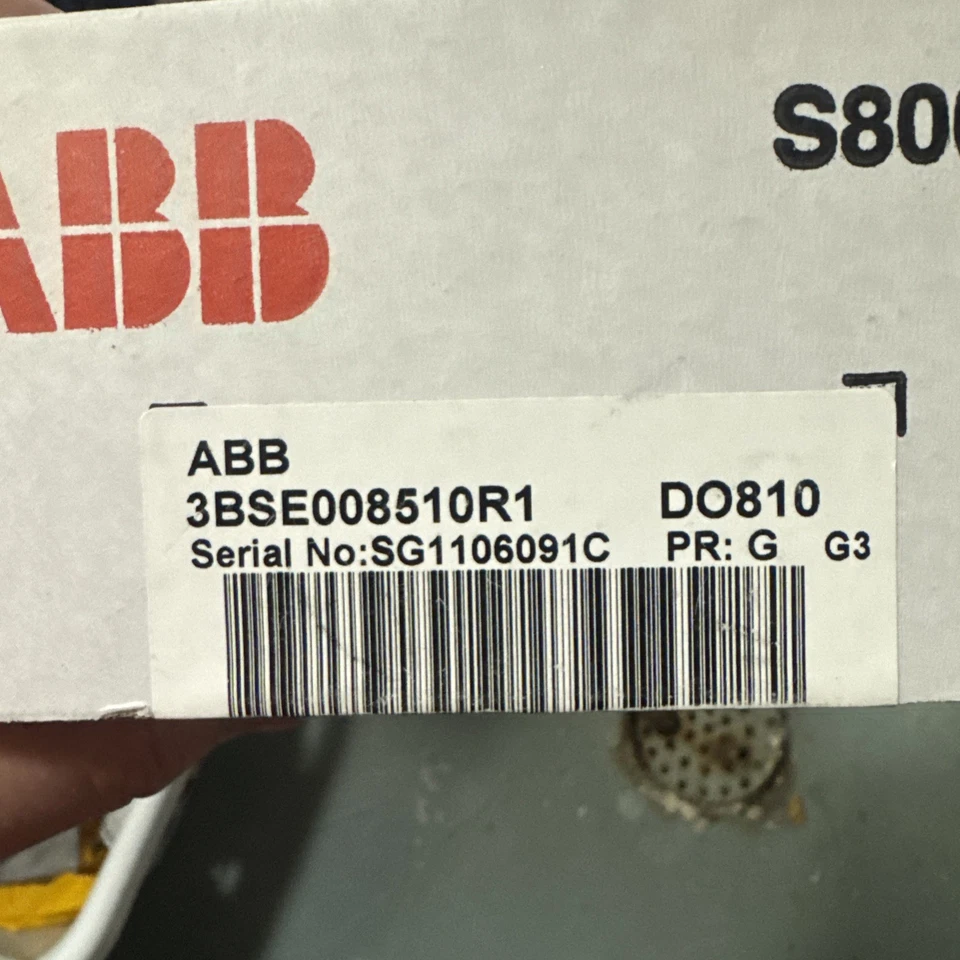 ABB
S800
ABB
3BSE008510R1 DO810
Serial No:SG1106091C PR: G G3